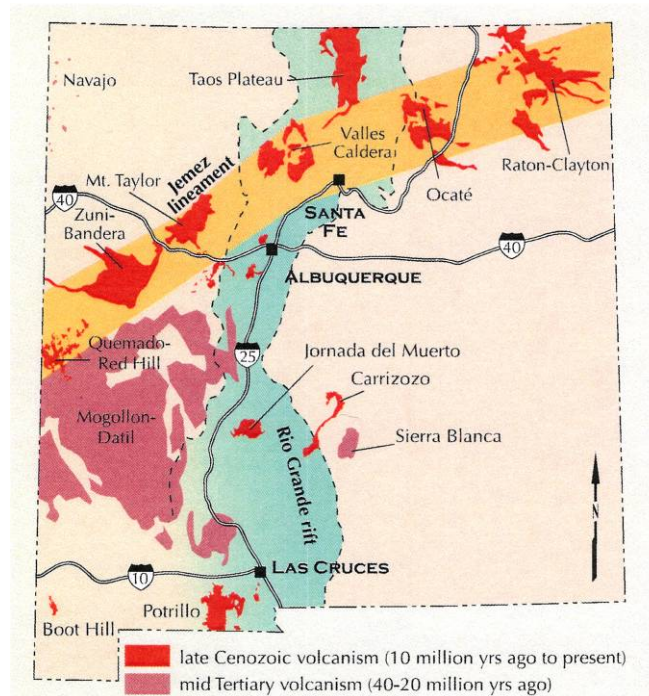 Navajo
Taos Plateau
Valles
Caldera
Raton-Clayton
Ocaté
Jemez
lineament
Mt. Taylor
40
Zuni-
Bandera
SANTA
FE
40
ALBUQUERQUE
Quemado-
Red Hill
25
Jornada del Muerto
Carrizozo
Mogollon-
Datil
Sierra Blanca
Rio Grande rift
N
10
LAS CRUCES
Potrillo
Boot Hill
late Cenozoic volcanism (10 million yrs ago to present)
mid Tertiary volcanism (40-20 million yrs ago)